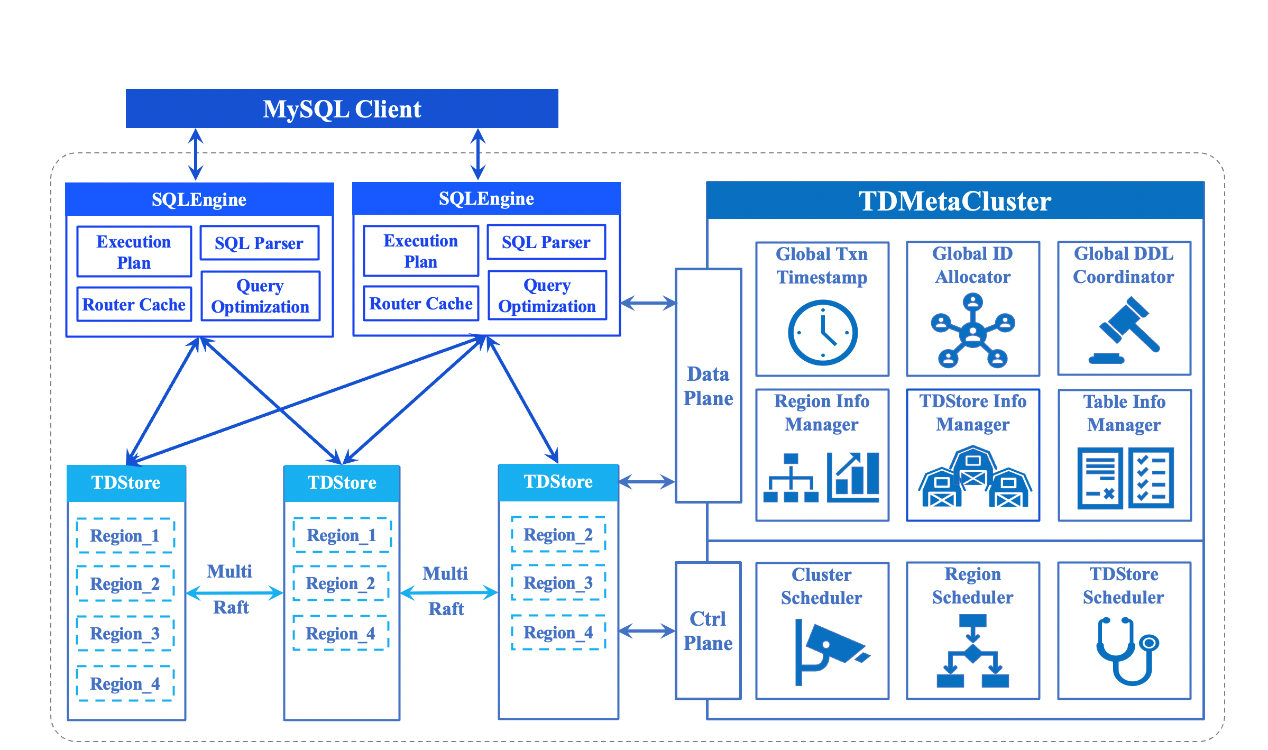 MySQL Client
SQLEngine
Execution
Plan
SQL Parser
Router Cache
Query
Optimization
SQLEngine
Execution
Plan
SQL Parser
Router Cache
Query
Optimization
TDStore
Region_1
Region_2
Region_3
Region_4
Multi
Raft
TDStore
Region_1
Region_2
Region_4
Multi
Raft
TDStore
Region_2
Region_3
Region_4
TDMetaCluster
Data
Plane
Global Txn
Timestamp
Global ID
Allocator
Global DDL
Coordinator
Region Info
Manager
TDStore Info
Manager
Table Info
Manager
Ctrl
Plane
Cluster
Scheduler
Region
Scheduler
TDStore
Scheduler